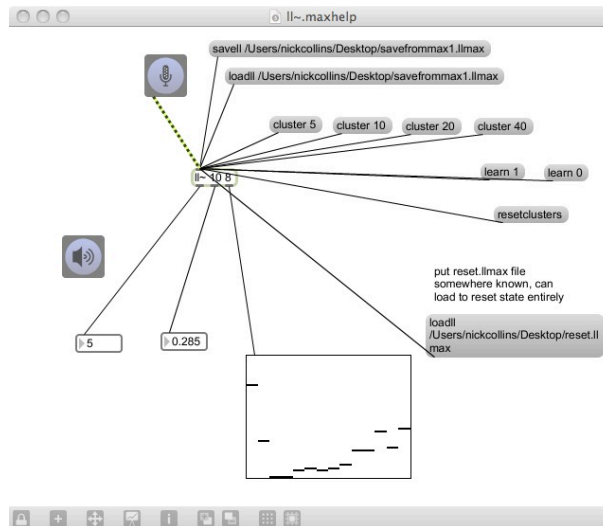 ll~.maxhelp
savell /Users/nickcollins/Desktop/savefrommax1.llmax
loadll /Users/nickcollins/Desktop/savefrommax1.llmax
cluster 5
cluster 10
cluster 20
cluster 40
learn 1
learn 0
ll~ 10 8
resetclusters
put reset.llmax file
somewhere known, can
load to reset state entirely
loadll
/Users/nickcollins/Desktop/reset.ll
max
5
0.285